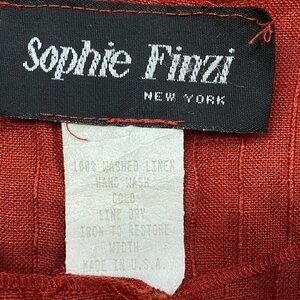 Sophie Finzi
NEW YORK
100% WASHED LINEN
HAND WASH
COLD
LINE DRY
IRON TO RESTORE
WIDTH
MADE IN U.S.A.